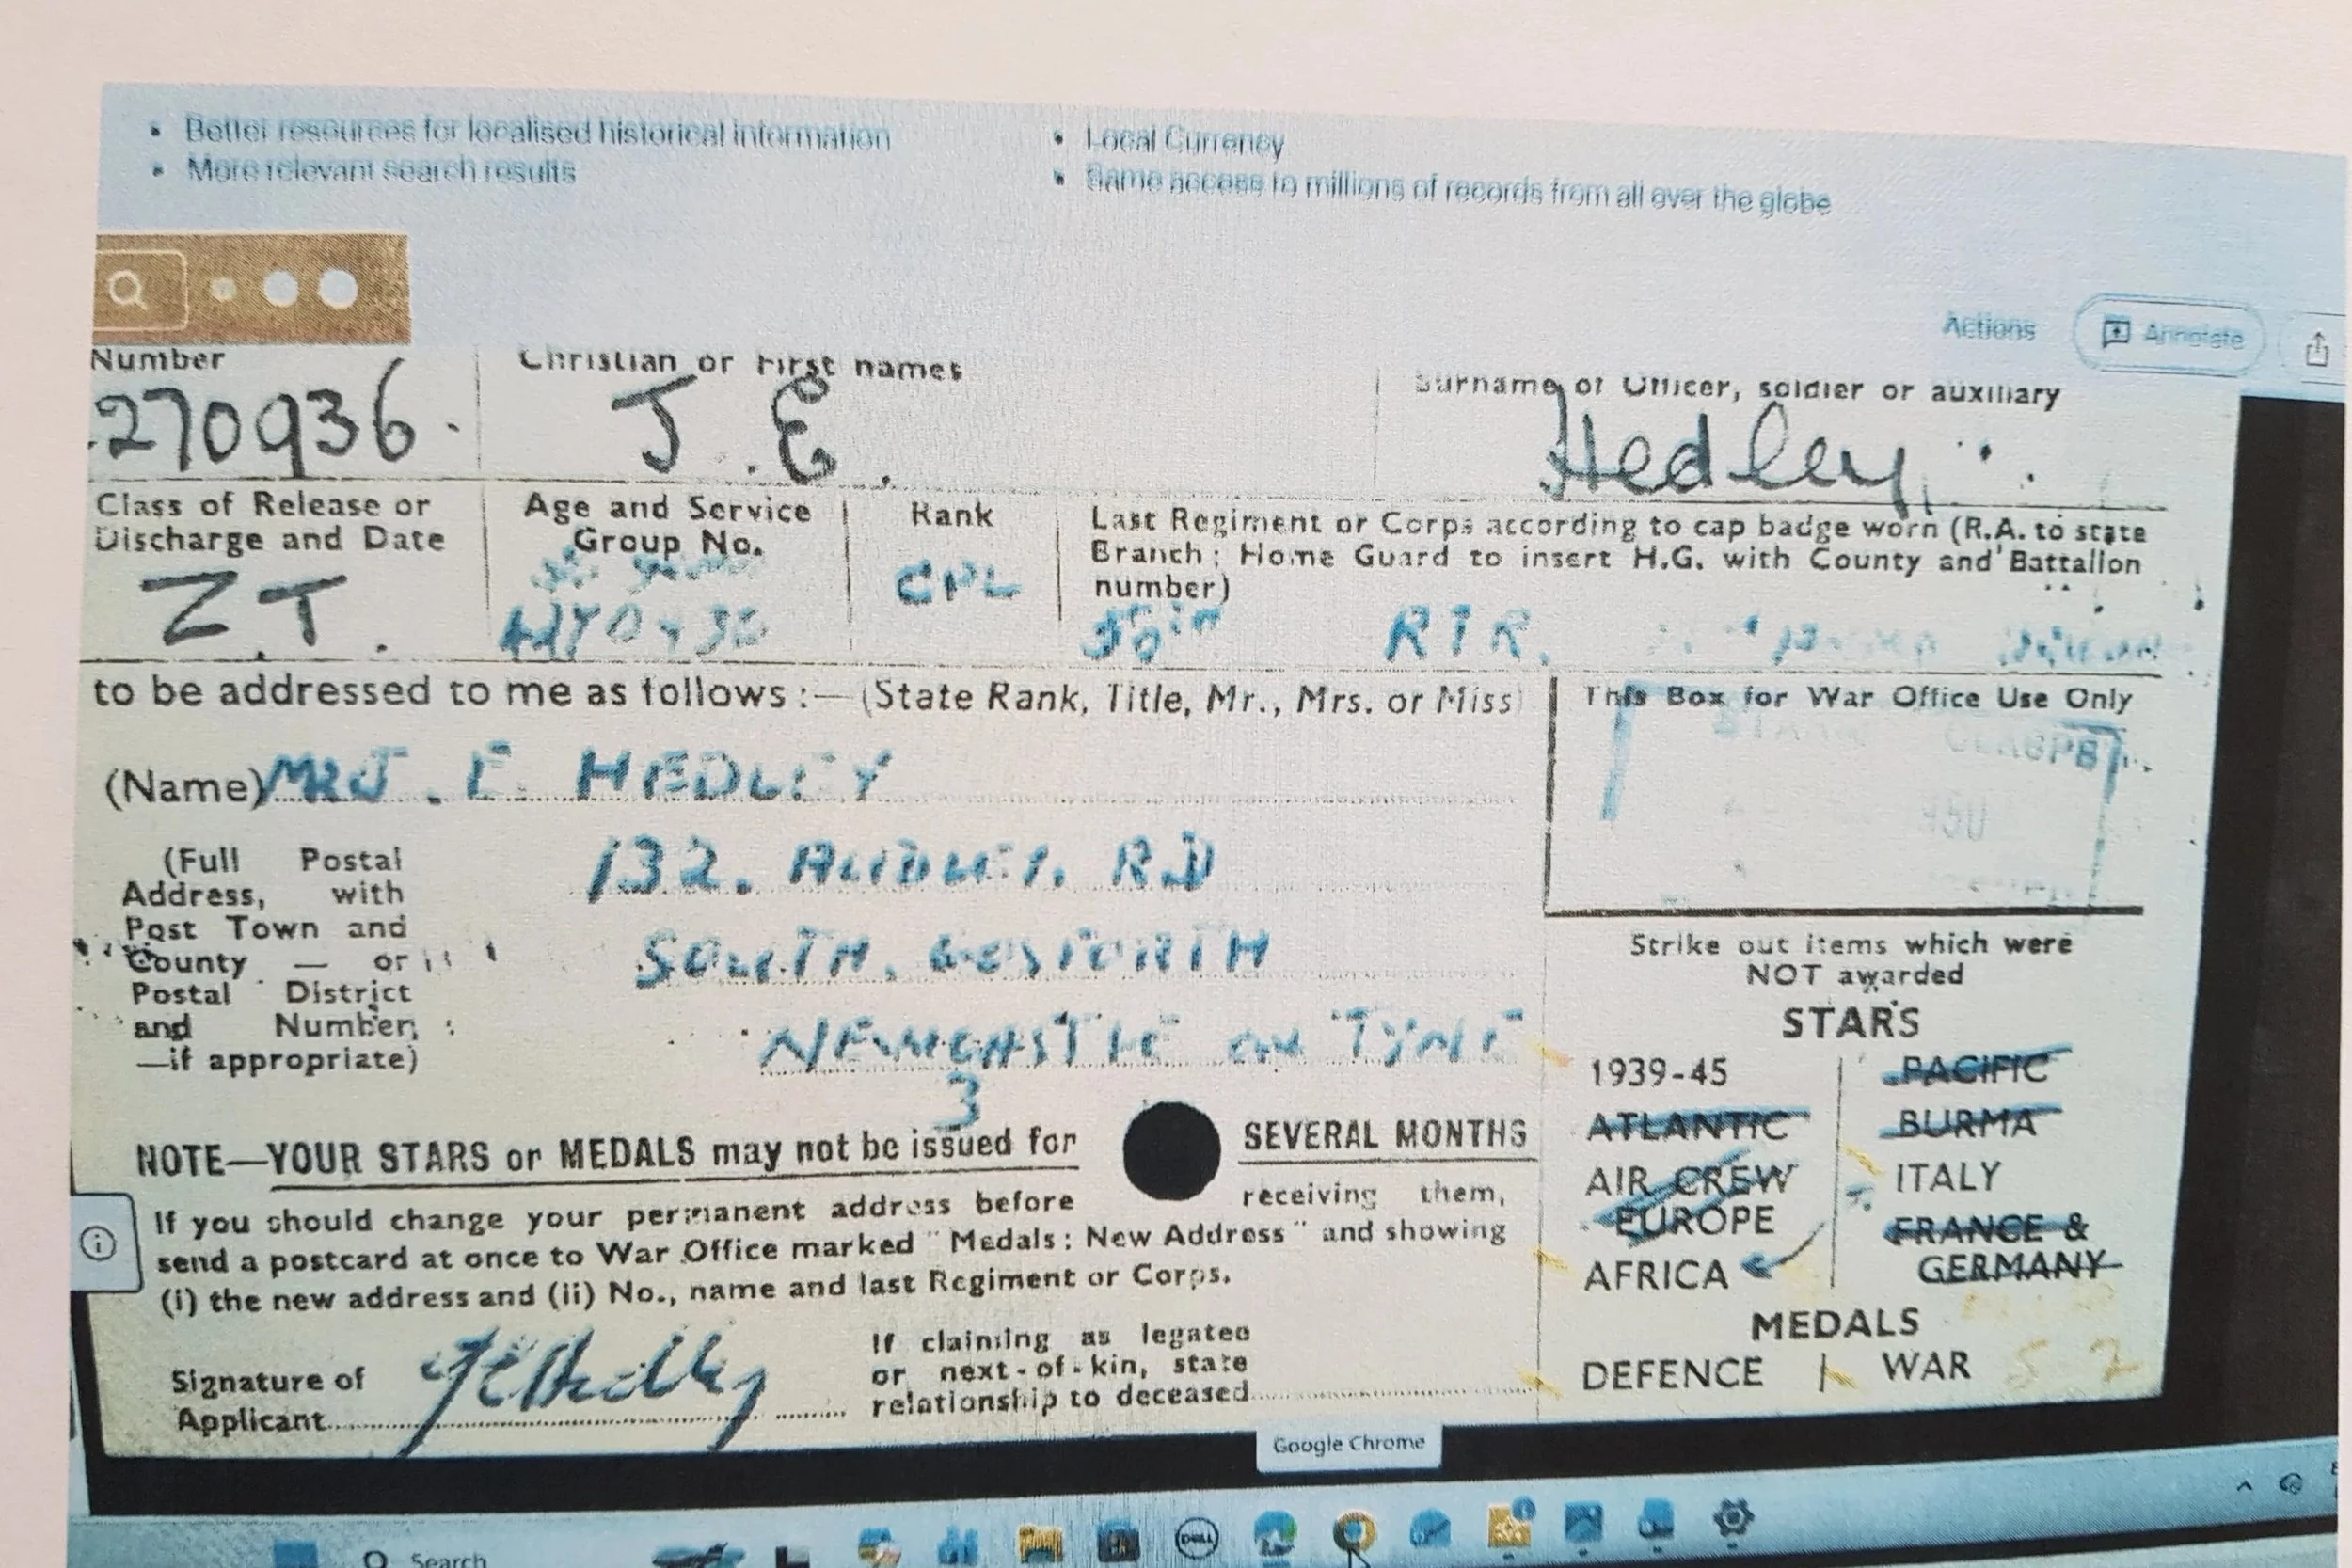 Better resources for localised historical information
More relevant search results
Local Currency
Same access to millions of records from all over the globe
Actions Annotate
Number Christian or First names Surname of Officer, soldier or auxiliary
270936. J. E. Hedley
Class of Release or Discharge and Date
Age and Service Group No.
Rank
Last Regiment or Corps according to cap badge worn (R.A. to state
Branch; Home Guard to insert H.G. with County and Battalion
number)
Z.T. CPL RTR.
to be addressed to me as follows:— (State Rank, Title, Mr., Mrs. or Miss)
This Box for War Office Use Only
(Name) MR J. E. HEDLEY
(Full Postal
Address, with
Post Town and
County — or
Postal District
and Number,
—if appropriate)
132. RD
SOUTH. GOSFORTH
NEWCASTLE ON TYNE
3
Strike out items which were
NOT awarded
STARS
1939-45 PACIFIC
ATLANTIC BURMA
AIR CREW ITALY
EUROPE FRANCE &
AFRICA GERMANY
MEDALS
DEFENCE WAR
NOTE—YOUR STARS or MEDALS may not be issued for SEVERAL MONTHS
If you should change your permanent address before receiving them,
send a postcard at once to War Office marked "Medals: New Address" and showing
(i) the new address and (ii) No., name and last Regiment or Corps.
Signature of
Applicant
If claiming as legatee
or next-of-kin, state
relationship to deceased
Google Chrome
DELL
Search